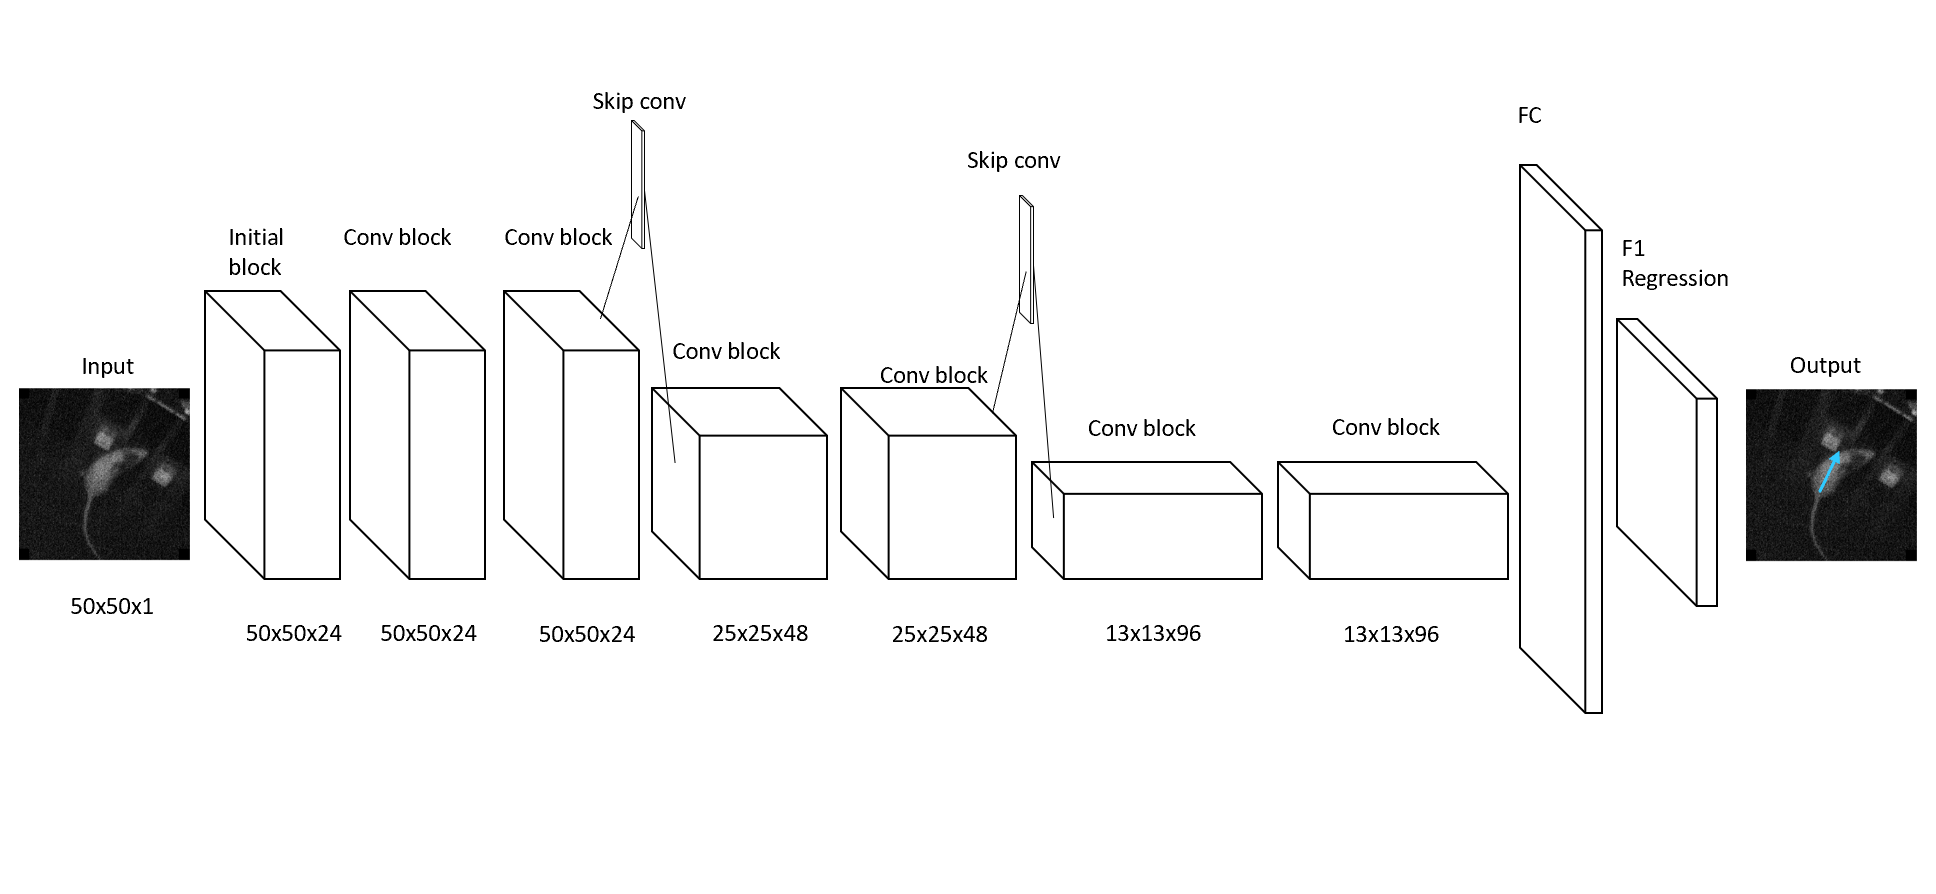 Skip conv
FC
Skip conv
Initial
block
Conv block
Conv block
F1
Regression
Conv block
Input
Conv block
Output
Conv block
Conv block
50x50x1
50x50x24
50x50x24
50x50x24
25x25x48
25x25x48
13x13x96
13x13x96